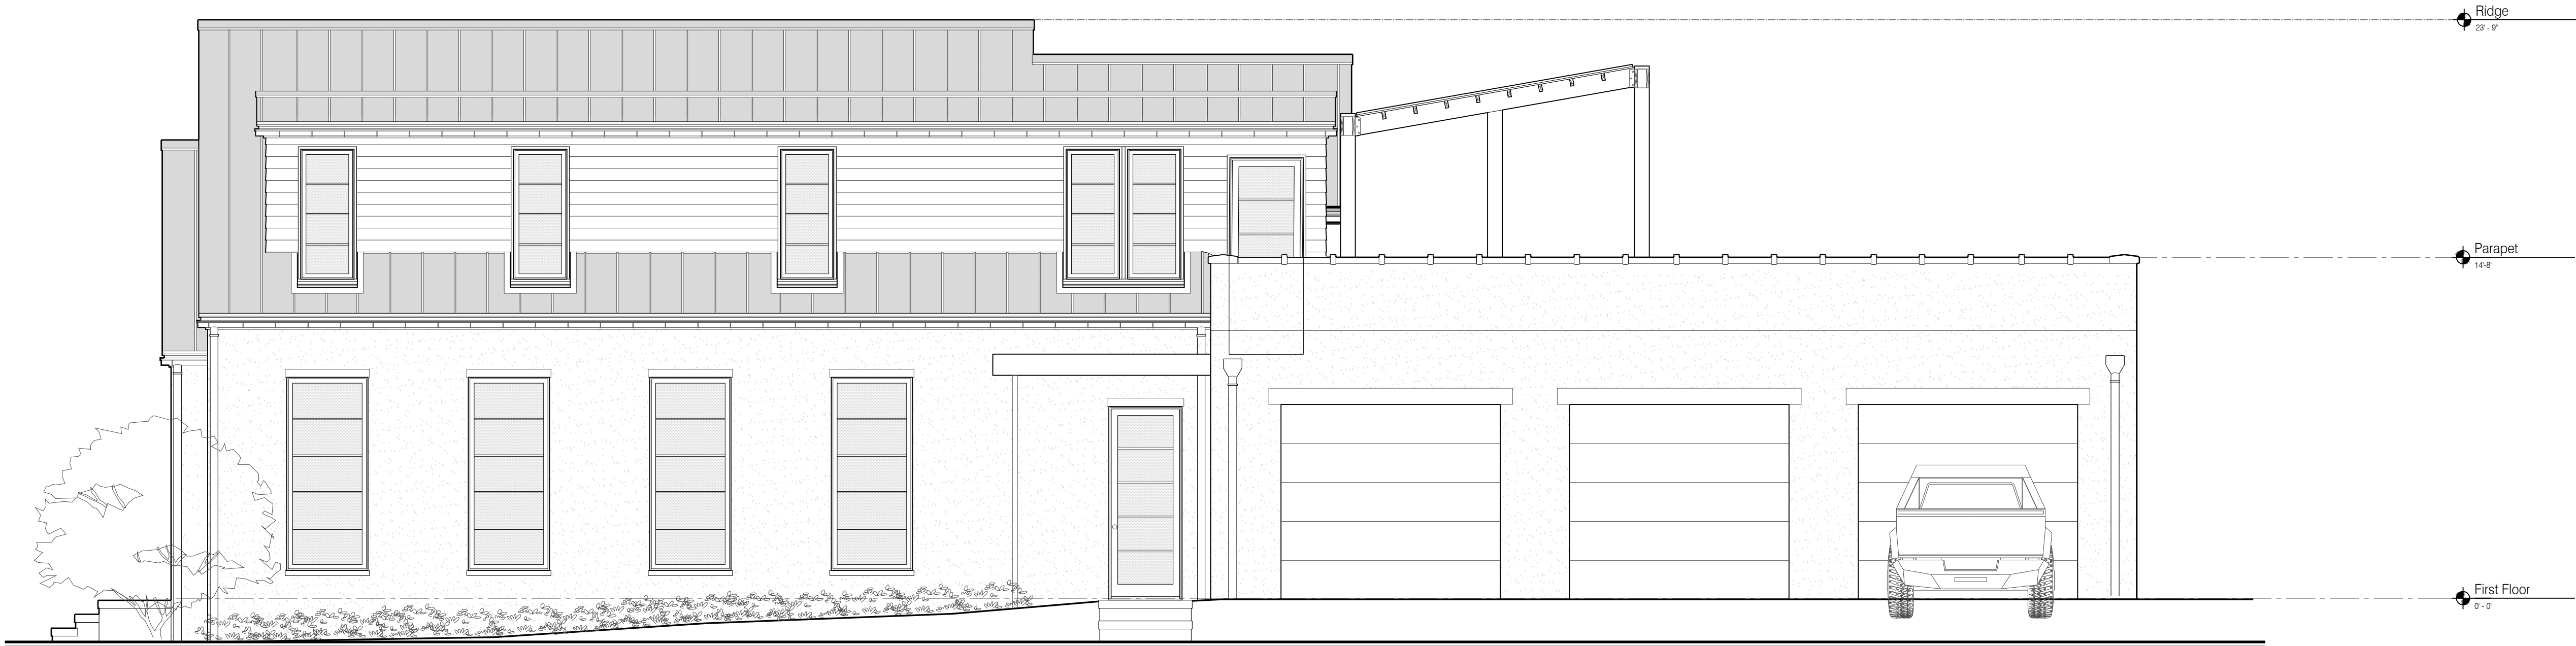 Ridge
23' - 9"
Parapet
14'-8"
First Floor
0' - 0"